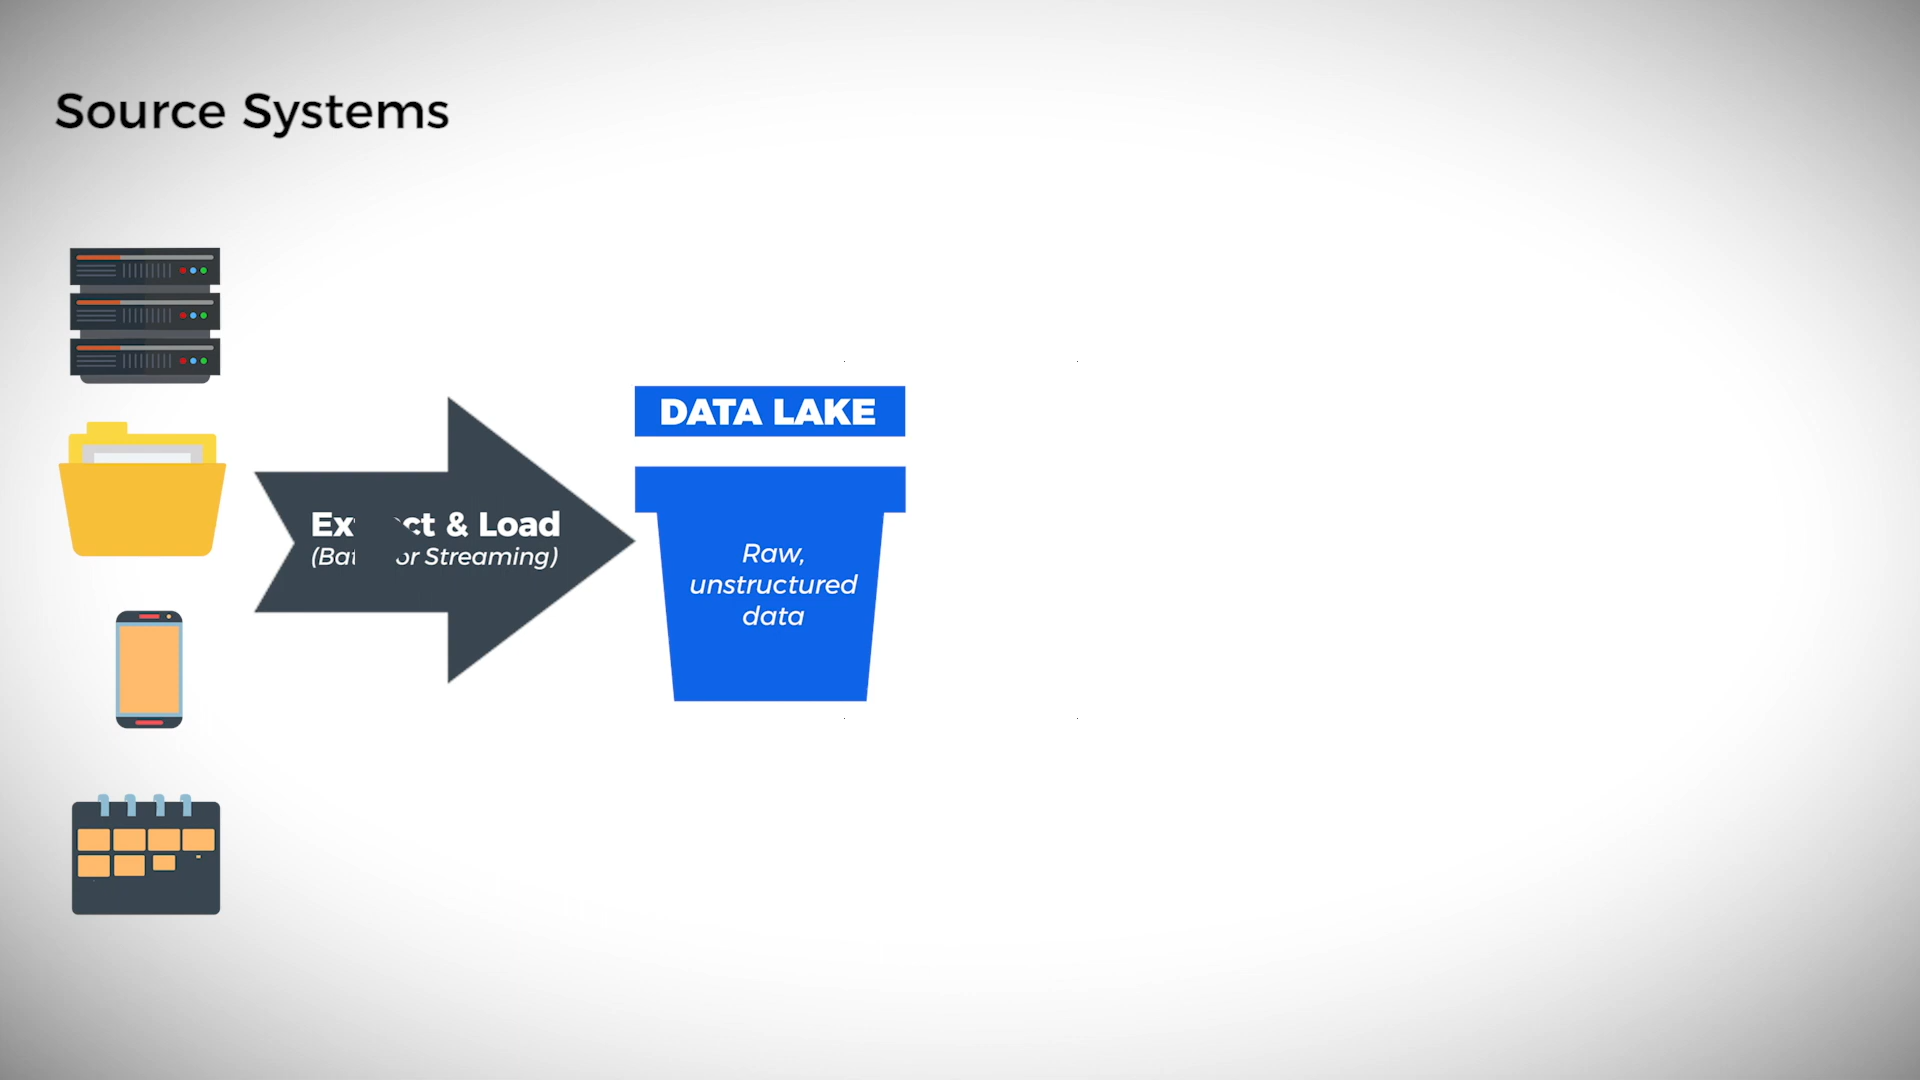 Source Systems
DATA LAKE
& Load
Streaming)
Raw,
unstructured
data